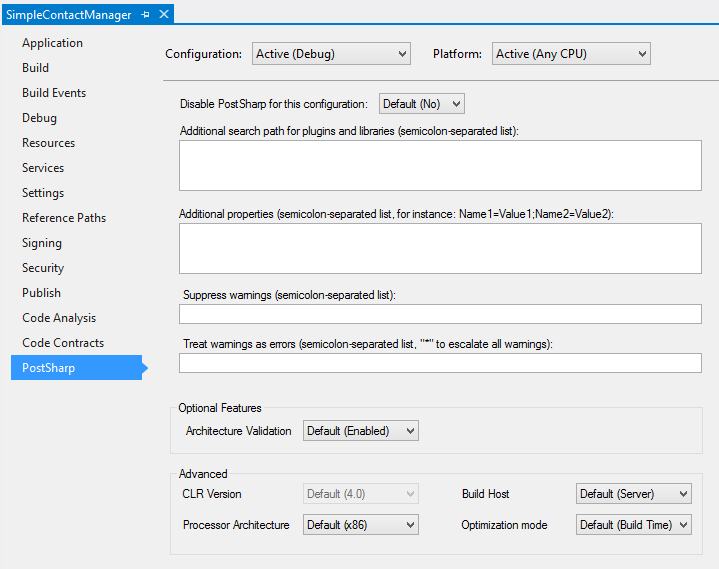 SimpleContactManager
Application
Build
Build Events
Debug
Resources
Services
Settings
Reference Paths
Signing
Security
Publish
Code Analysis
Code Contracts
PostSharp
Configuration: Active (Debug) Platform: Active (Any CPU)
Disable PostSharp for this configuration: Default (No)
Additional search path for plugins and libraries (semicolon-separated list):
Additional properties (semicolon-separated list, for instance: Name1=Value1;Name2=Value2):
Suppress warnings (semicolon-separated list):
Treat warnings as errors (semicolon-separated list, "*" to escalate all warnings):
Optional Features
Architecture Validation Default (Enabled)
Advanced
CLR Version Default (4.0) Build Host Default (Server)
Processor Architecture Default (x86) Optimization mode Default (Build Time)